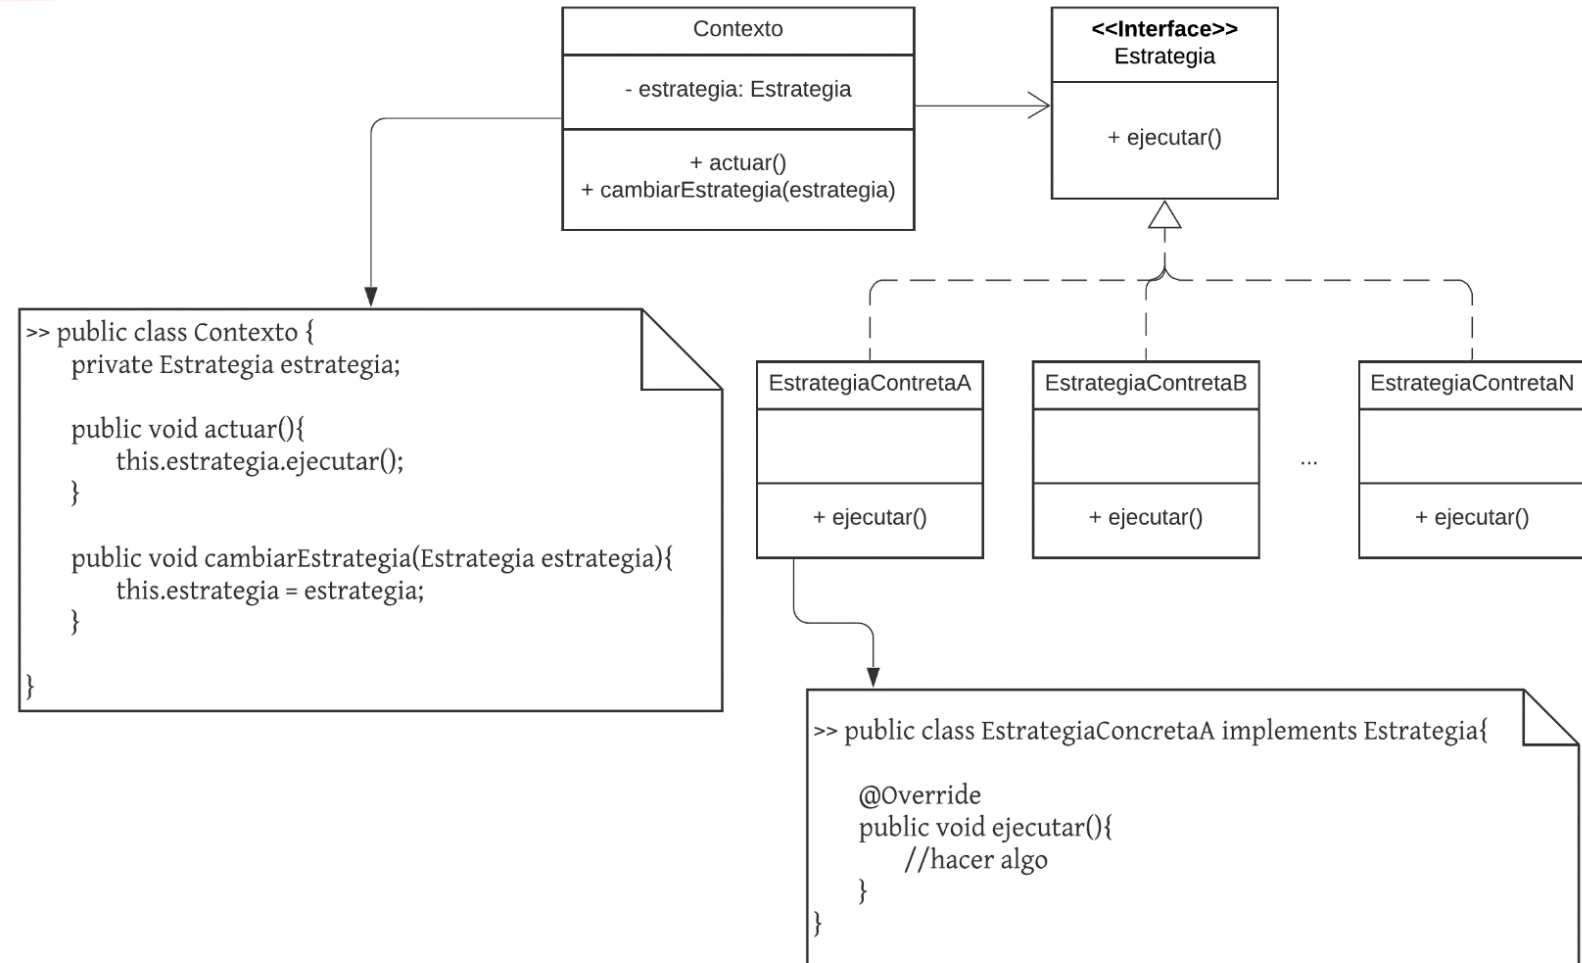 Contexto
- estrategia: Estrategia
+ actuar()
+ cambiarEstrategia(estrategia)
<<Interface>>
Estrategia
+ ejecutar()
>> public class Contexto {
private Estrategia estrategia;
public void actuar(){
this.estrategia.ejecutar();
}
public void cambiarEstrategia(Estrategia estrategia){
this.estrategia = estrategia;
}
}
EstrategiaContretaA
+ ejecutar()
EstrategiaContretaB
+ ejecutar()
...
EstrategiaContretaN
+ ejecutar()
>> public class EstrategiaConcretaA implements Estrategia{
@Override
public void ejecutar(){
//hacer algo
}
}